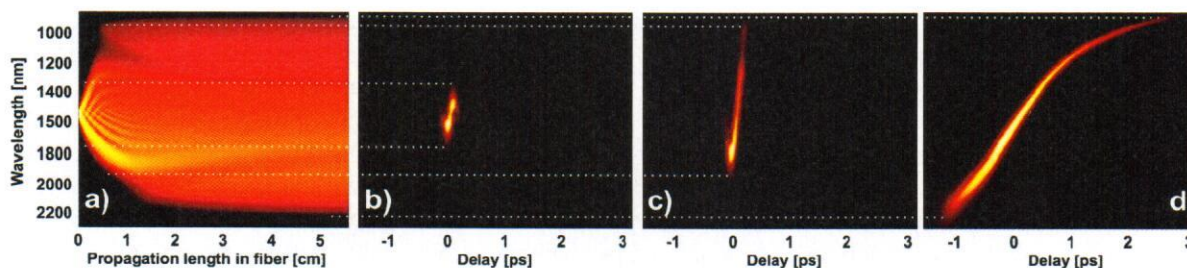 Wavelength [nm]
1000
1200
1400
1500
1800
2000
2200
a)
0 1 2 3 4 5
Propagation length in fiber [cm]
b)
-1 0 1 2 3
Delay [ps]
c)
-1 0 1 2 3
Delay [ps]
d
-1 0 1 2 3
Delay [ps]